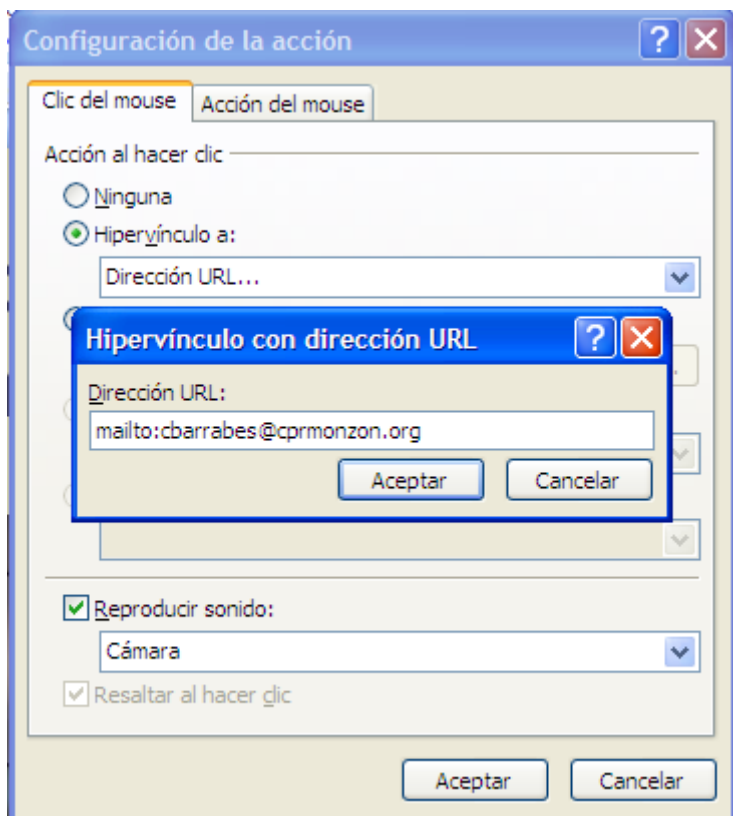 Configuración de la acción
Clic del mouse
Acción del mouse
Acción al hacer clic
Ninguna
Hipervínculo a:
Dirección URL...
Hipervínculo con dirección URL
Dirección URL:
mailto:cbarrabes@cprmonzon.org
Aceptar
Cancelar
Reproducir sonido:
Cámara
Resaltar al hacer clic
Aceptar
Cancelar